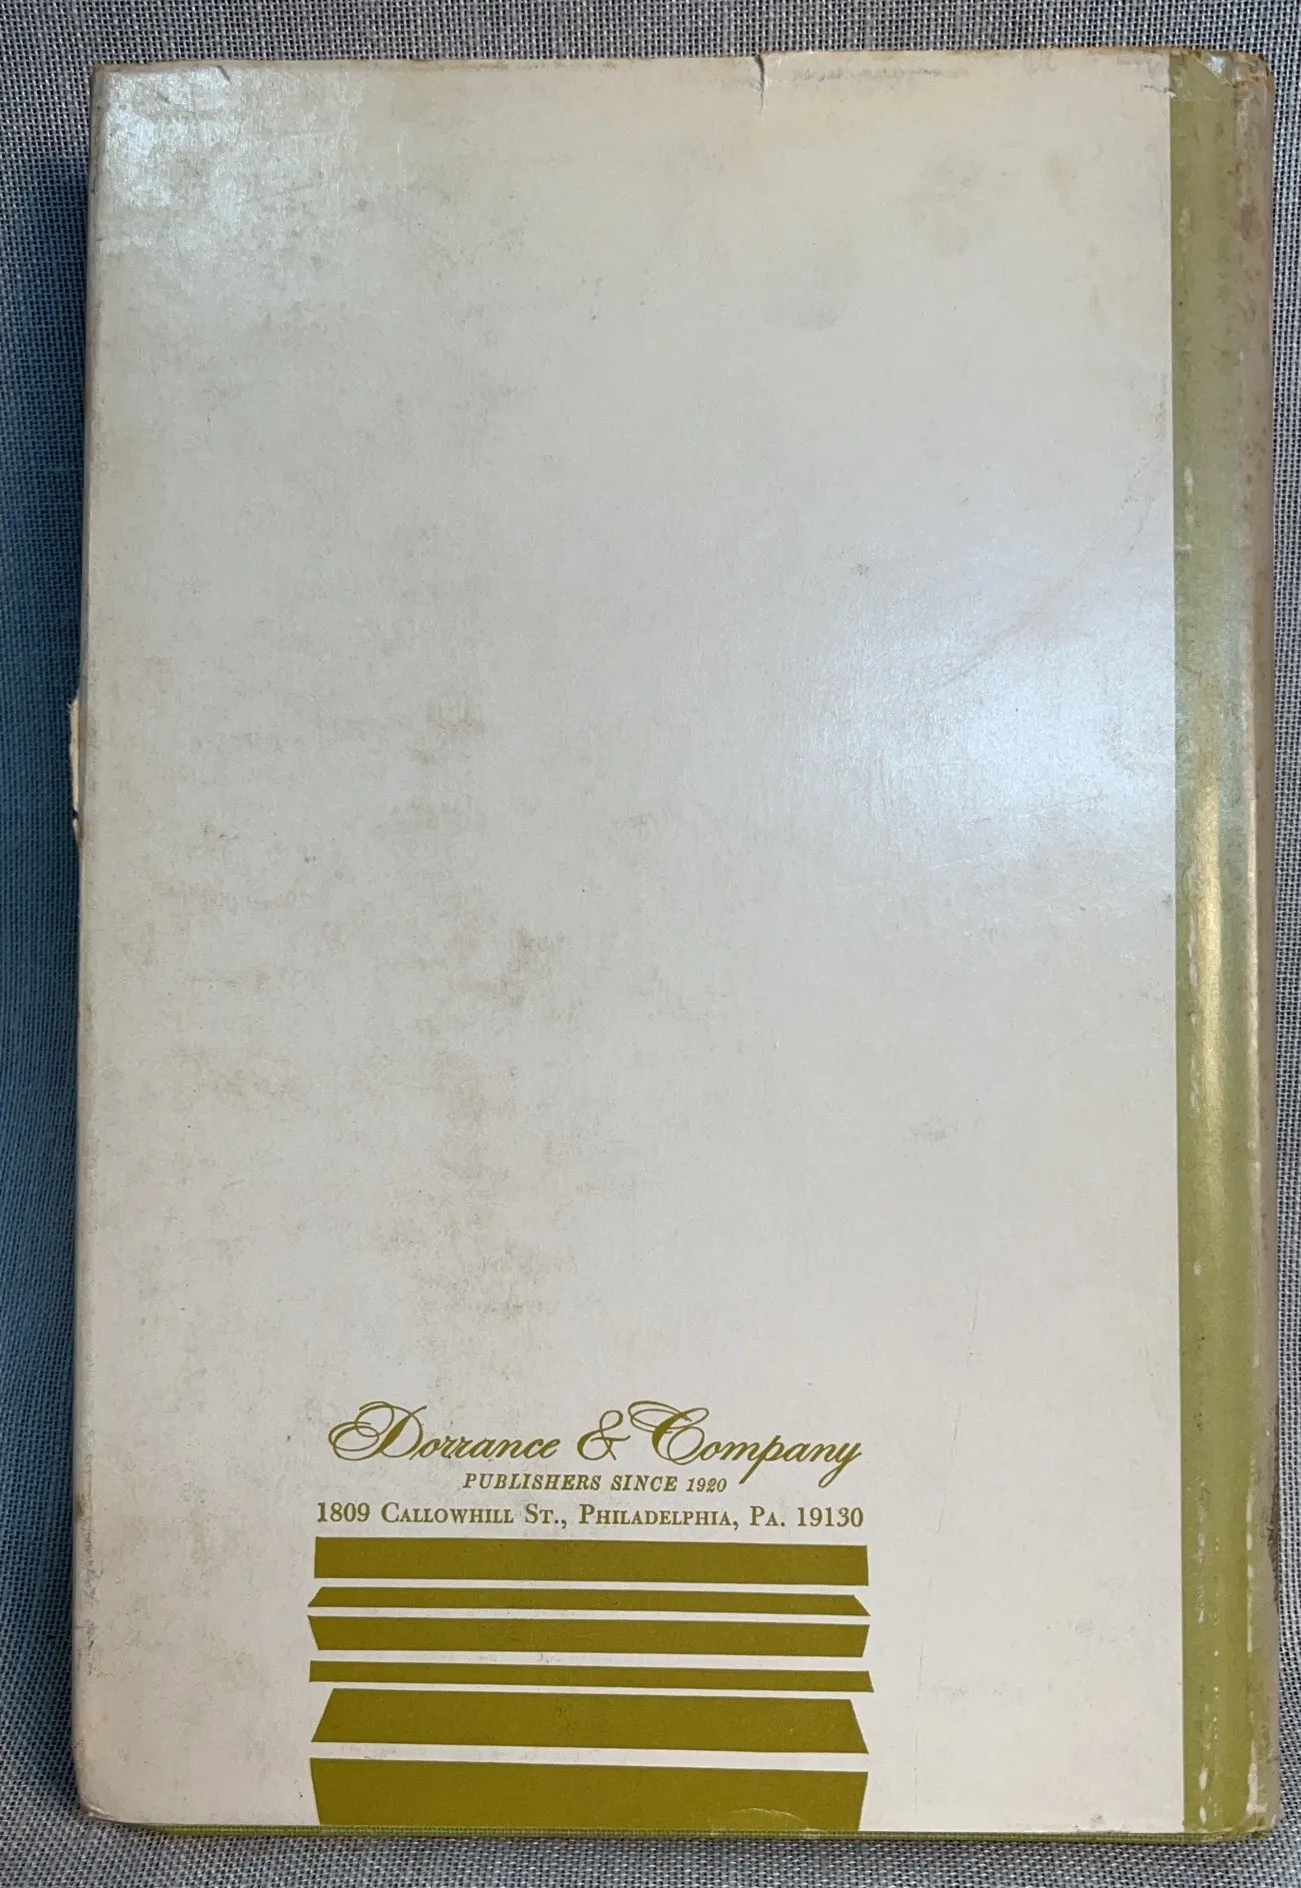 Dorrance & Company
PUBLISHERS SINCE 1920
1809 CALLOWHILL ST., PHILADELPHIA, PA. 19130